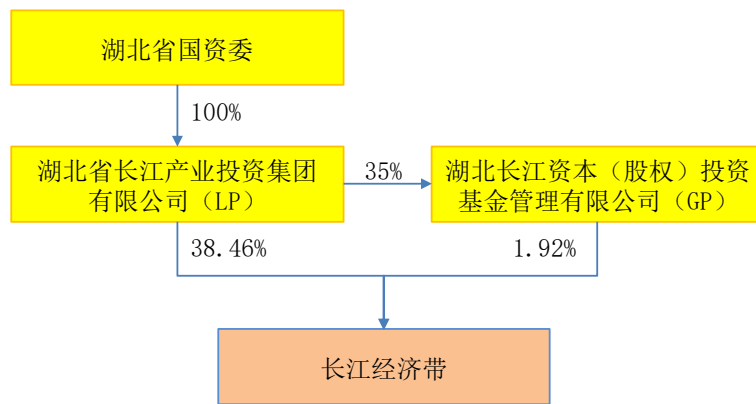 湖北省国资委
100%
湖北省长江产业投资集团
有限公司（LP）
35%
湖北长江资本（股权）投资
基金管理有限公司（GP）
38.46%
1.92%
长江经济带